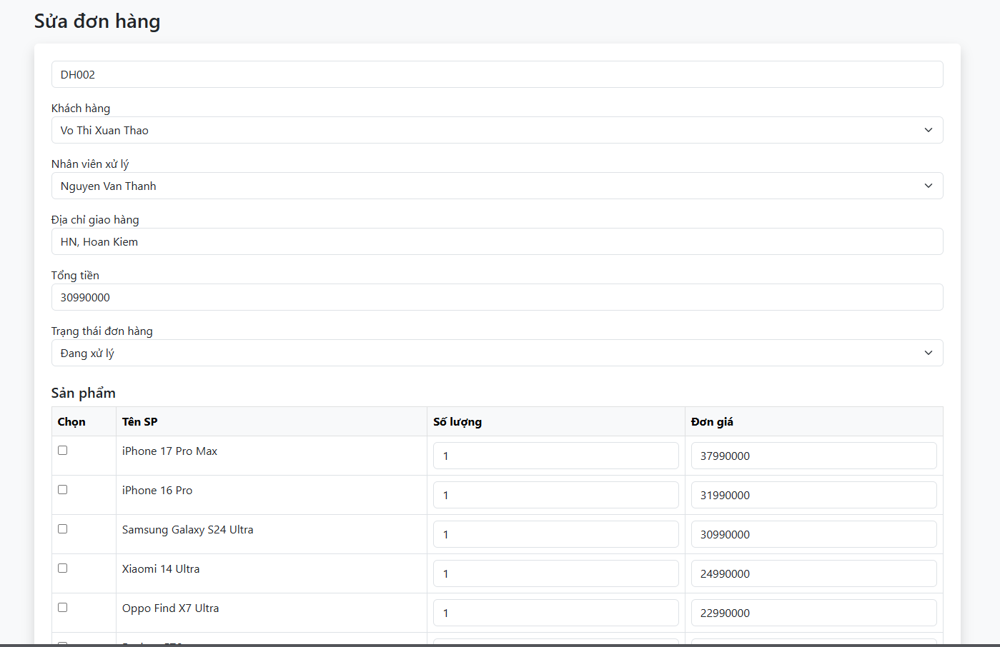 Sửa đơn hàng
DH002
Khách hàng
Vo Thi Xuan Thao
Nhân viên xử lý
Nguyen Van Thanh
Địa chỉ giao hàng
HN, Hoan Kiem
Tổng tiền
30990000
Trạng thái đơn hàng
Đang xử lý
Sản phẩm
Chọn Tên SP Số lượng Đơn giá
iPhone 17 Pro Max 1 37990000
iPhone 16 Pro 1 31990000
Samsung Galaxy S24 Ultra 1 30990000
Xiaomi 14 Ultra 1 24990000
Oppo Find X7 Ultra 1 22990000